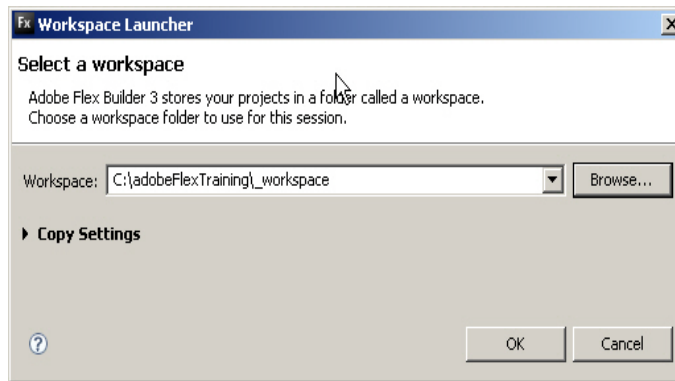 Fx Workspace Launcher
Select a workspace
Adobe Flex Builder 3 stores your projects in a folder called a workspace.
Choose a workspace folder to use for this session.
Workspace: C:\adobeFlexTraining\_workspace Browse...
Copy Settings
? OK Cancel